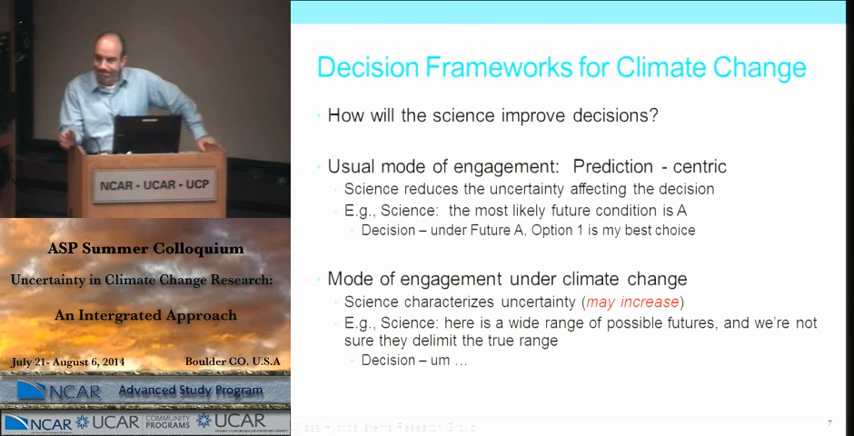 Decision Frameworks for Climate Change
How will the science improve decisions?
Usual mode of engagement: Prediction - centric
Science reduces the uncertainty affecting the decision
E.g., Science: the most likely future condition is A
Decision – under Future A, Option 1 is my best choice
Mode of engagement under climate change
Science characterizes uncertainty (may increase)
E.g., Science: here is a wide range of possible futures, and we're not
sure they delimit the true range
Decision – um …
7
NCAR - UCAR - UCP
ASP Summer Colloquium
Uncertainty in Climate Change Research:
An Intergrated Approach
July 21- August 6, 2014 Boulder CO. U.S.A
NCAR Advanced Study Program
NCAR UCAR COMMUNITY PROGRAMS UCAR
Research Group